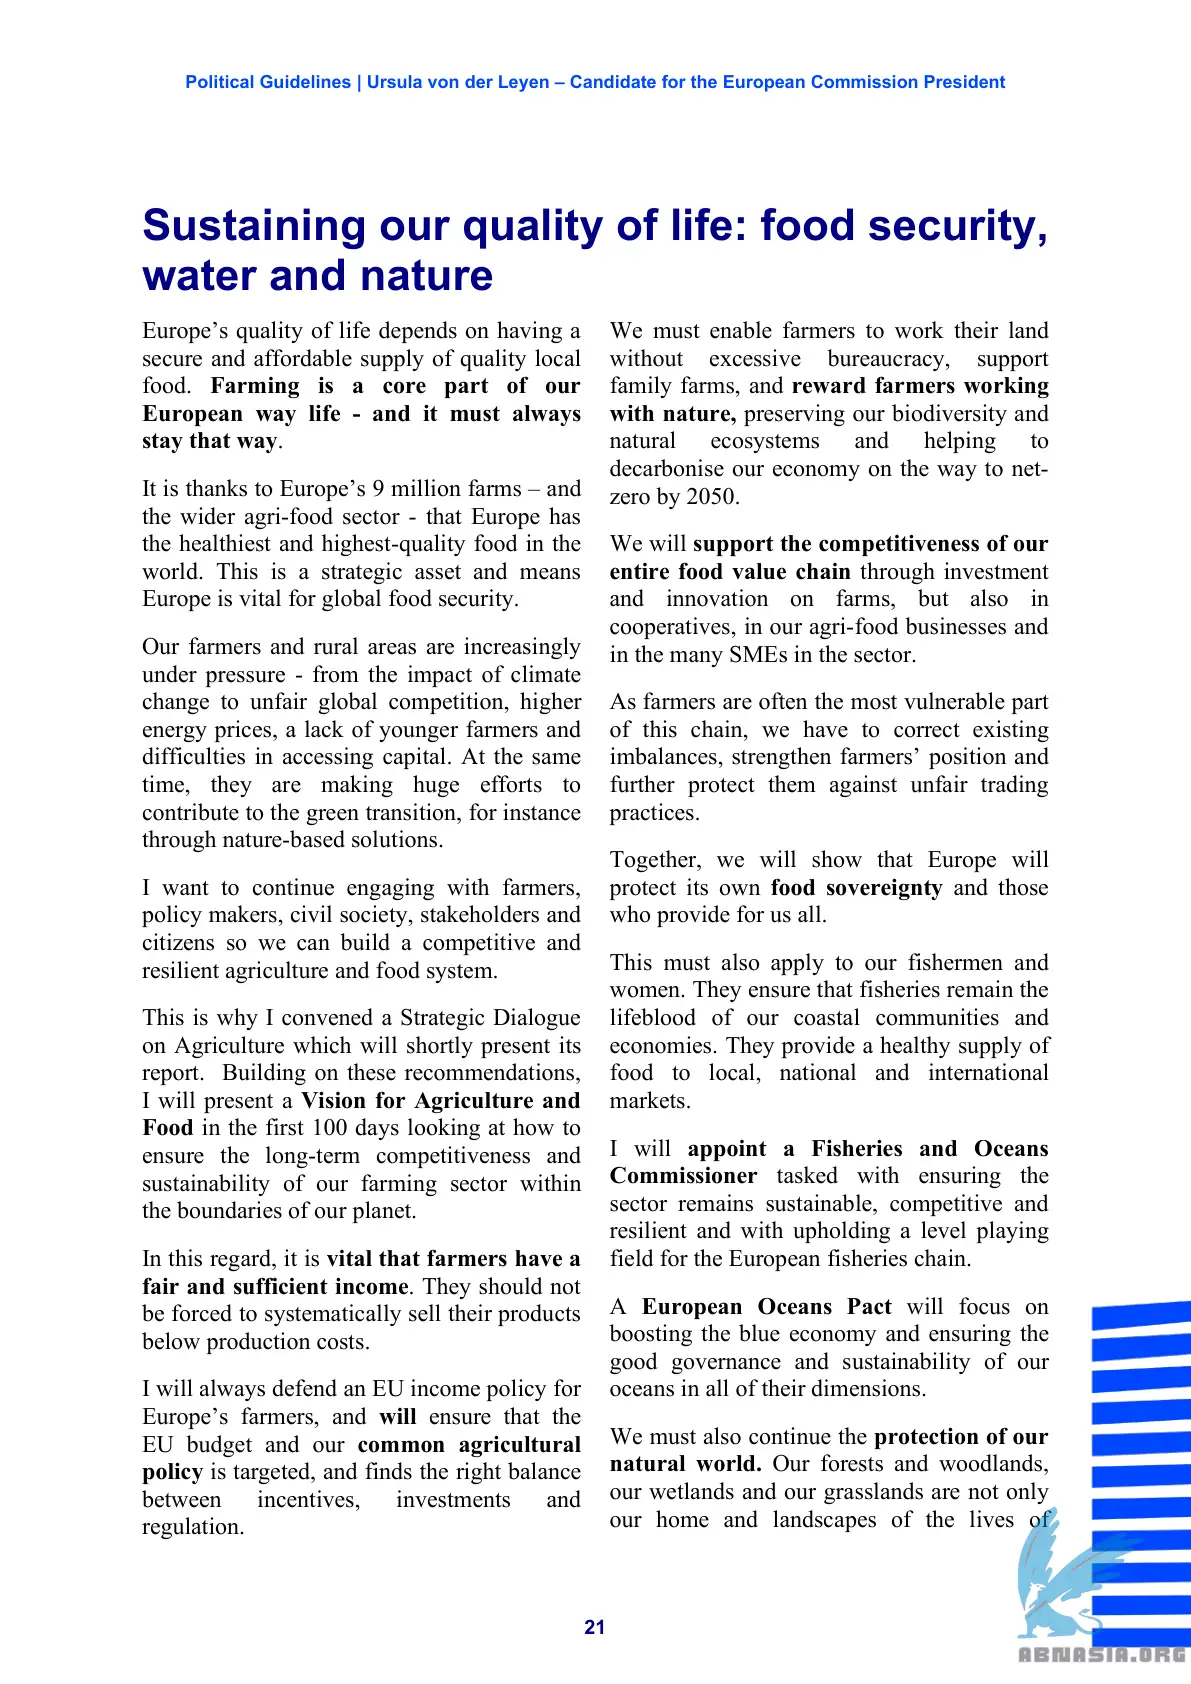 Political Guidelines | Ursula von der Leyen – Candidate for the European Commission President
Sustaining our quality of life: food security,
water and nature
Europe’s quality of life depends on having a
secure and affordable supply of quality local
food. Farming is a core part of our
European way life - and it must always
stay that way.
It is thanks to Europe’s 9 million farms – and
the wider agri-food sector - that Europe has
the healthiest and highest-quality food in the
world. This is a strategic asset and means
Europe is vital for global food security.
Our farmers and rural areas are increasingly
under pressure - from the impact of climate
change to unfair global competition, higher
energy prices, a lack of younger farmers and
difficulties in accessing capital. At the same
time, they are making huge efforts to
contribute to the green transition, for instance
through nature-based solutions.
I want to continue engaging with farmers,
policy makers, civil society, stakeholders and
citizens so we can build a competitive and
resilient agriculture and food system.
This is why I convened a Strategic Dialogue
on Agriculture which will shortly present its
report. Building on these recommendations,
I will present a Vision for Agriculture and
Food in the first 100 days looking at how to
ensure the long-term competitiveness and
sustainability of our farming sector within
the boundaries of our planet.
In this regard, it is vital that farmers have a
fair and sufficient income. They should not
be forced to systematically sell their products
below production costs.
I will always defend an EU income policy for
Europe’s farmers, and will ensure that the
EU budget and our common agricultural
policy is targeted, and finds the right balance
between incentives, investments and
regulation.
We must enable farmers to work their land
without excessive bureaucracy, support
family farms, and reward farmers working
with nature, preserving our biodiversity and
natural ecosystems and helping to
decarbonise our economy on the way to net-
zero by 2050.
We will support the competitiveness of our
entire food value chain through investment
and innovation on farms, but also in
cooperatives, in our agri-food businesses and
in the many SMEs in the sector.
As farmers are often the most vulnerable part
of this chain, we have to correct existing
imbalances, strengthen farmers’ position and
further protect them against unfair trading
practices.
Together, we will show that Europe will
protect its own food sovereignty and those
who provide for us all.
This must also apply to our fishermen and
women. They ensure that fisheries remain the
lifeblood of our coastal communities and
economies. They provide a healthy supply of
food to local, national and international
markets.
I will appoint a Fisheries and Oceans
Commissioner tasked with ensuring the
sector remains sustainable, competitive and
resilient and with upholding a level playing
field for the European fisheries chain.
A European Oceans Pact will focus on
boosting the blue economy and ensuring the
good governance and sustainability of our
oceans in all of their dimensions.
We must also continue the protection of our
natural world. Our forests and woodlands,
our wetlands and our grasslands are not only
our home and landscapes of the lives of
21
ABNASIA.ORG